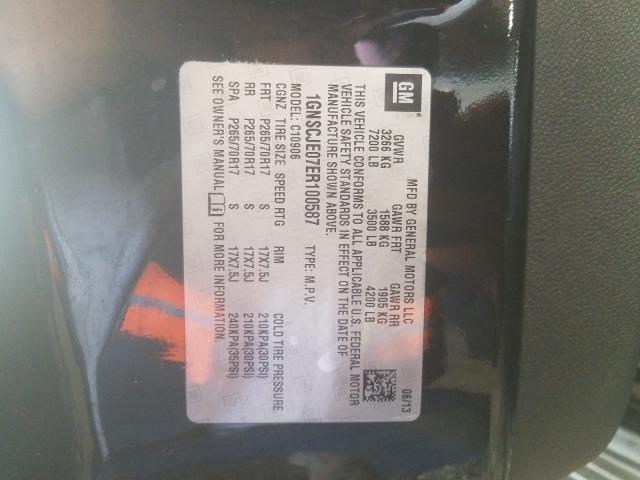 GM
MFD BY GENERAL MOTORS LLC 06/13
GVWR GAWR FRT GAWR RR
3266 KG 1588 KG 1905 KG
7200 LB 3500 LB 4200 LB
THIS VEHICLE CONFORMS TO ALL APPLICABLE U.S. FEDERAL MOTOR
VEHICLE SAFETY STANDARDS IN EFFECT ON THE DATE OF
MANUFACTURE SHOWN ABOVE.
1GNSCJE07ER100587 TYPE: M.P.V.
MODEL: C10906
CGNZ TIRE SIZE SPEED RTG RIM COLD TIRE PRESSURE
FRT P265/70R17 S 17X7.5J 210KPA(30PSI)
RR P265/70R17 S 17X7.5J 210KPA(30PSI)
SPA P265/70R17 S 17X7.5J 240KPA(35PSI)
SEE OWNER'S MANUAL i FOR MORE INFORMATION.